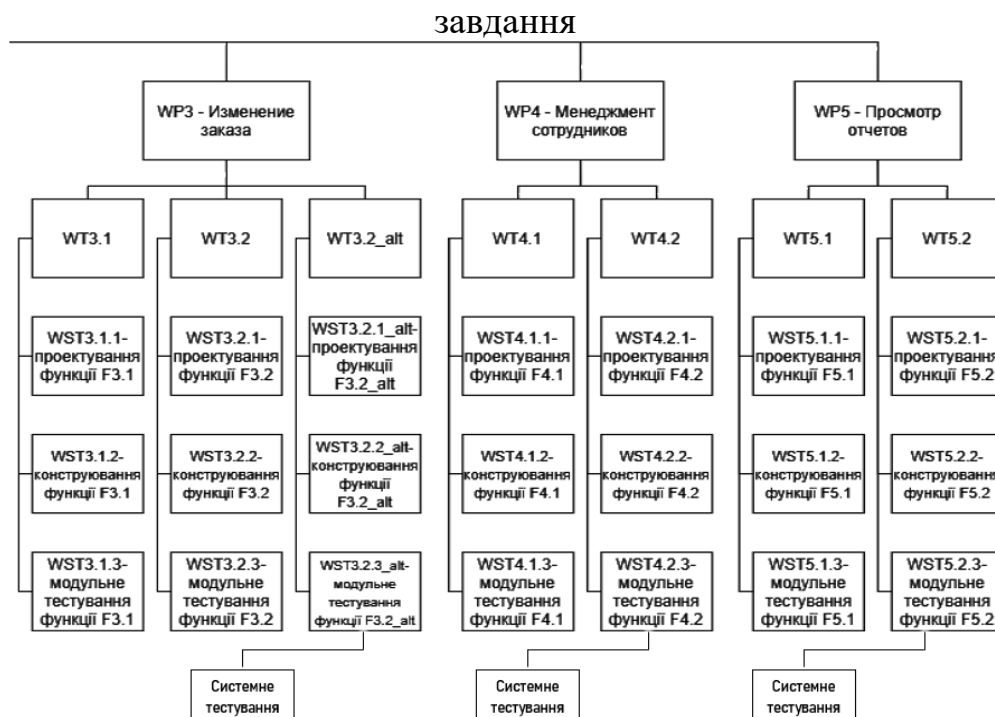 завдання
WP3 - Изменение
заказа
WP4 - Менеджмент
сотрудников
WP5 - Просмотр
отчетов
WT3.1
WT3.2
WT3.2_alt
WT4.1
WT4.2
WT5.1
WT5.2
WST3.1.1-
проектування
функції F3.1
WST3.2.1-
проектування
функції F3.2
WST3.2.1_alt-
проектування
функції
F3.2_alt
WST4.1.1-
проектування
функції F4.1
WST4.2.1-
проектування
функції F4.2
WST5.1.1-
проектування
функції F5.1
WST5.2.1-
проектування
функції F5.2
WST3.1.2-
конструювання
функції F3.1
WST3.2.2-
конструювання
функції F3.2
WST3.2.2_alt-
конструювання
функції
F3.2_alt
WST4.1.2-
конструювання
функції F4.1
WST4.2.2-
конструювання
функції F4.2
WST5.1.2-
конструювання
функції F5.1
WST5.2.2-
конструювання
функції F5.2
WST3.1.3-
модульне
тестування
функції F3.1
WST3.2.3-
модульне
тестування
функції F3.2
WST3.2.3_alt-
модульне
тестування
функції F3.2_alt
WST4.1.3-
модульне
тестування
функції F4.1
WST4.2.3-
модульне
тестування
функції F4.2
WST5.1.3-
модульне
тестування
функції F5.1
WST5.2.3-
модульне
тестування
функції F5.2
Системне
тестування
Системне
тестування
Системне
тестування